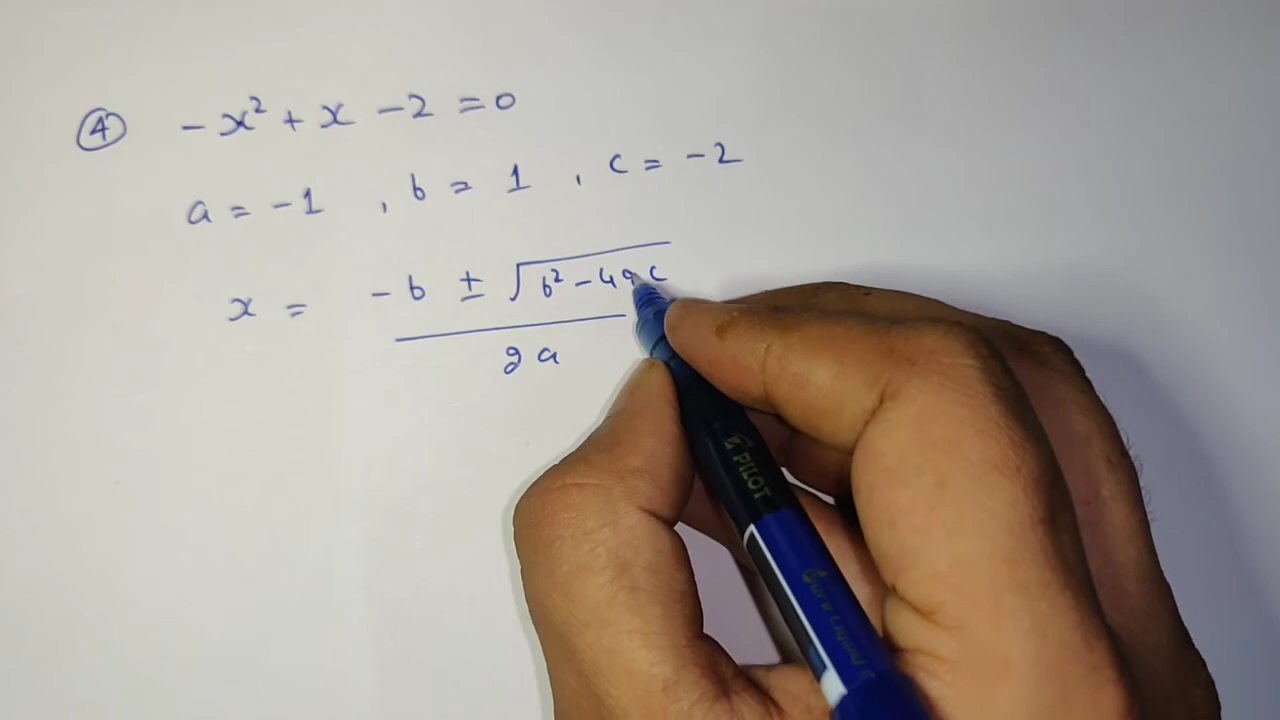 ④ -x² + x - 2 = 0
a = -1 , b = 1 , c = -2
x = -b ± √(b² - 4ac) / 2a
PILOT